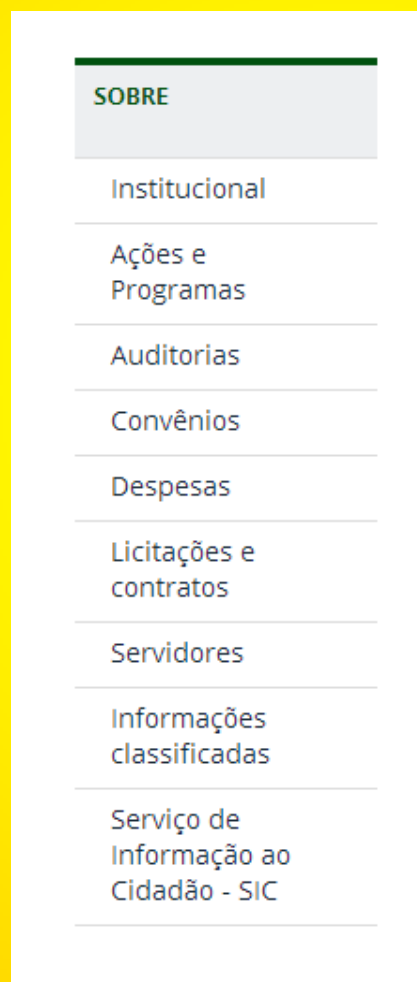 SOBRE
Institucional
Ações e
Programas
Auditorias
Convênios
Despesas
Licitações e
contratos
Servidores
Informações
classificadas
Serviço de
Informação ao
Cidadão - SIC